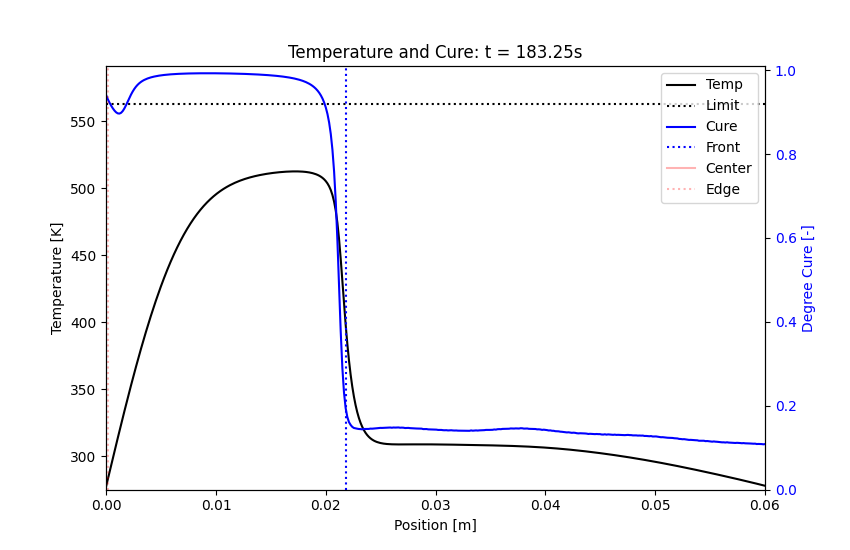 Temperature and Cure: t = 183.25s
Temp
Limit
Cure
Front
Center
Edge
Temperature [K]
550
500
450
400
350
300
Degree Cure [-]
1.0
0.8
0.6
0.4
0.2
0.0
0.00 0.01 0.02 0.03 0.04 0.05 0.06
Position [m]